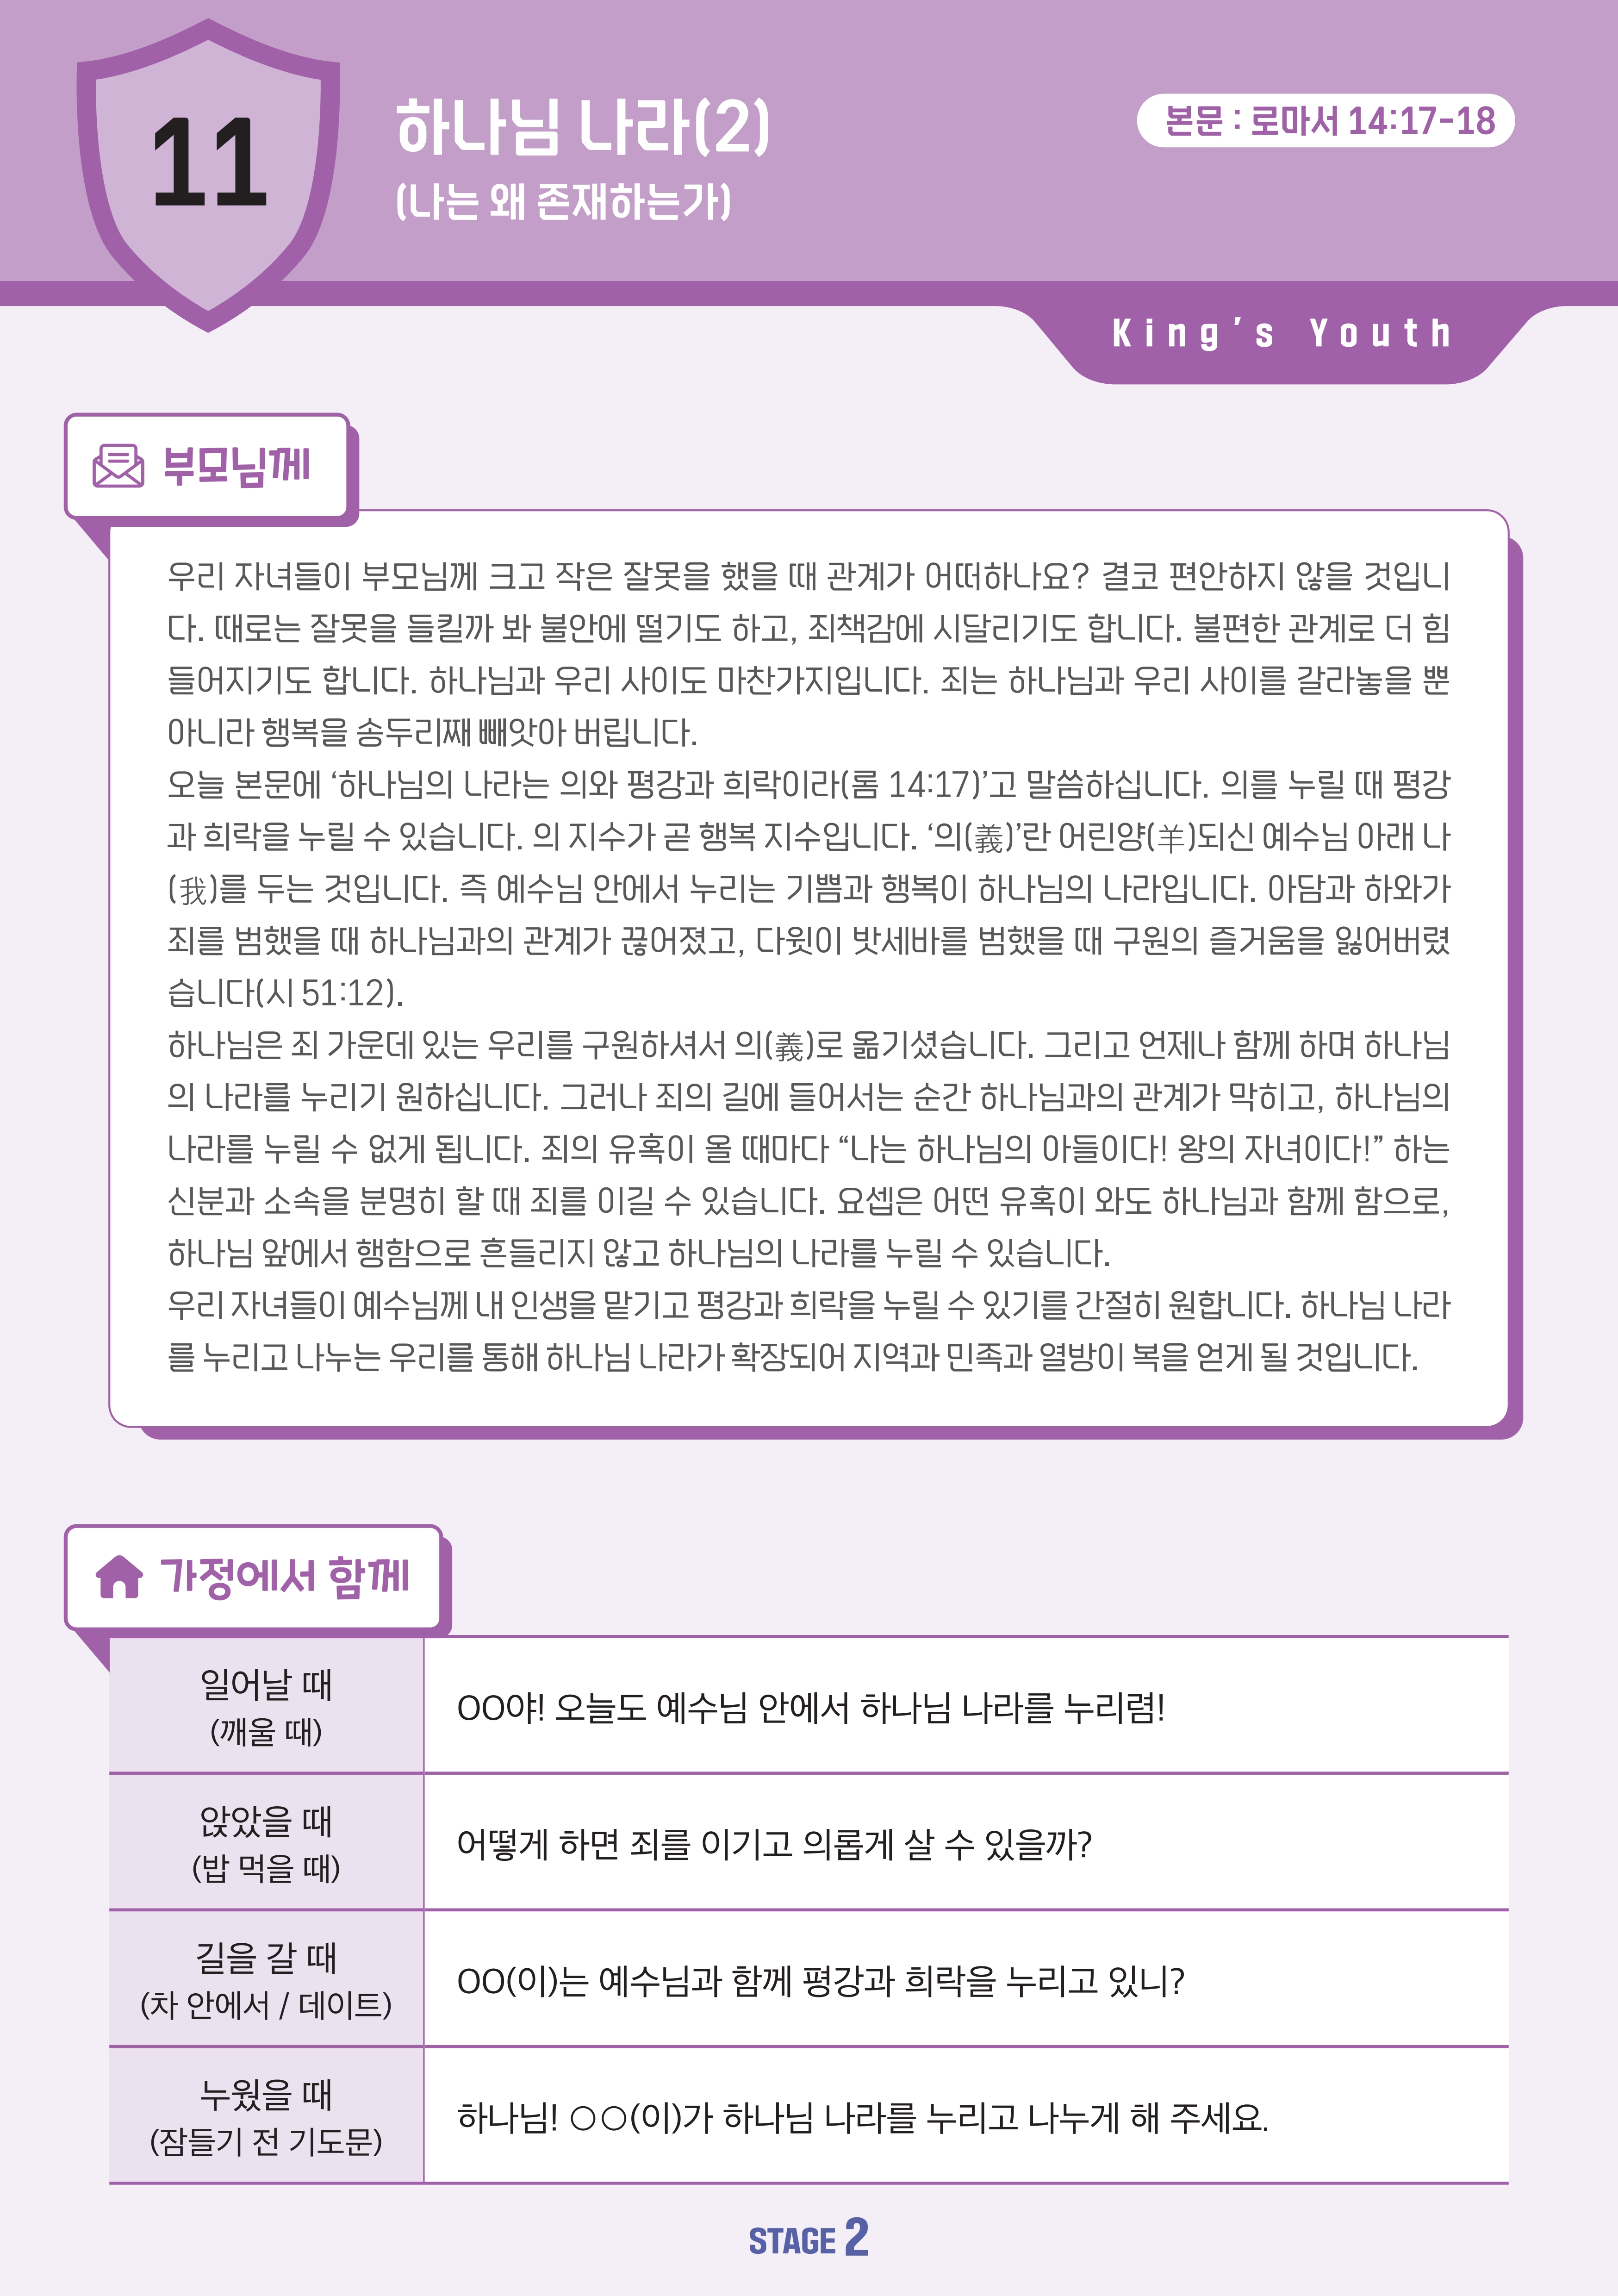 11
하나님 나라(2)
(나는 왜 존재하는가)
본문 : 로마서 14:17-18
King's Youth
부모님께
우리 자녀들이 부모님께 크고 작은 잘못을 했을 때 관계가 어떠하나요? 결코 편안하지 않을 것입니
다. 때로는 잘못을 들킬까 봐 불안에 떨기도 하고, 죄책감에 시달리기도 합니다. 불편한 관계로 더 힘
들어지기도 합니다. 하나님과 우리 사이도 마찬가지입니다. 죄는 하나님과 우리 사이를 갈라놓을 뿐
아니라 행복을 송두리째 빼앗아 버립니다.
오늘 본문에 ‘하나님의 나라는 의와 평강과 희락이라(롬 14:17)’고 말씀하십니다. 의를 누릴 때 평강
과 희락을 누릴 수 있습니다. 의 지수가 곧 행복 지수입니다. ‘의(義)’란 어린양(羊)되신 예수님 아래 나
(我)를 두는 것입니다. 즉 예수님 안에서 누리는 기쁨과 행복이 하나님의 나라입니다. 아담과 하와가
죄를 범했을 때 하나님과의 관계가 끊어졌고, 다윗이 밧세바를 범했을 때 구원의 즐거움을 잃어버렸
습니다(시 51:12).
하나님은 죄 가운데 있는 우리를 구원하셔서 의(義)로 옮기셨습니다. 그리고 언제나 함께 하며 하나님
의 나라를 누리기 원하십니다. 그러나 죄의 길에 들어서는 순간 하나님과의 관계가 막히고, 하나님의
나라를 누릴 수 없게 됩니다. 죄의 유혹이 올 때마다 “나는 하나님의 아들이다! 왕의 자녀이다!” 하는
신분과 소속을 분명히 할 때 죄를 이길 수 있습니다. 요셉은 어떤 유혹이 와도 하나님과 함께 함으로,
하나님 앞에서 행함으로 흔들리지 않고 하나님의 나라를 누릴 수 있습니다.
우리 자녀들이 예수님께 내 인생을 맡기고 평강과 희락을 누릴 수 있기를 간절히 원합니다. 하나님 나라
를 누리고 나누는 우리를 통해 하나님 나라가 확장되어 지역과 민족과 열방이 복을 얻게 될 것입니다.
가정에서 함께
일어날 때
(깨울 때)
OO야! 오늘도 예수님 안에서 하나님 나라를 누리렴!
앉았을 때
(밥 먹을 때)
어떻게 하면 죄를 이기고 의롭게 살 수 있을까?
길을 갈 때
(차 안에서 / 데이트)
OO(이)는 예수님과 함께 평강과 희락을 누리고 있니?
누웠을 때
(잠들기 전 기도문)
하나님! ○○(이)가 하나님 나라를 누리고 나누게 해 주세요.
STAGE 2